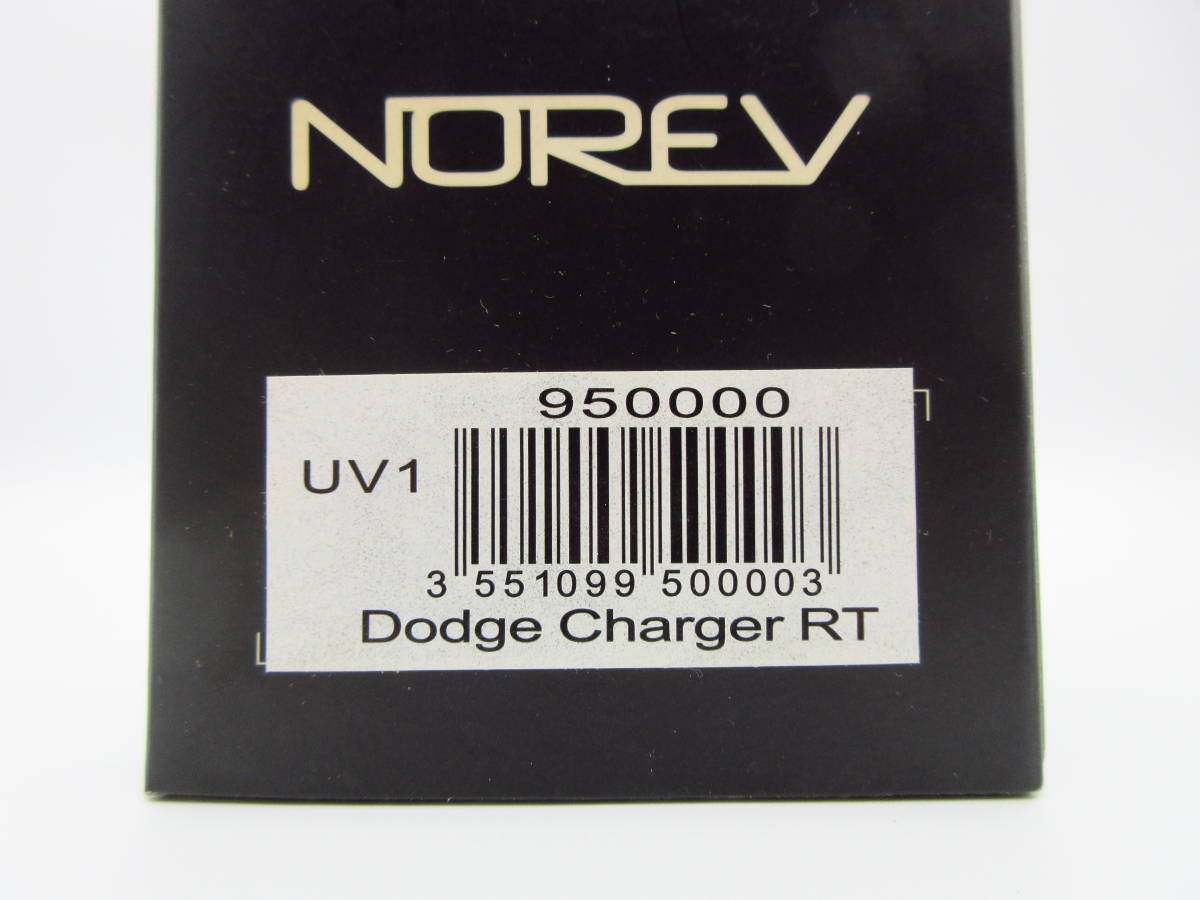 NOREV
950000
UV1
3 551099 500003
Dodge Charger RT